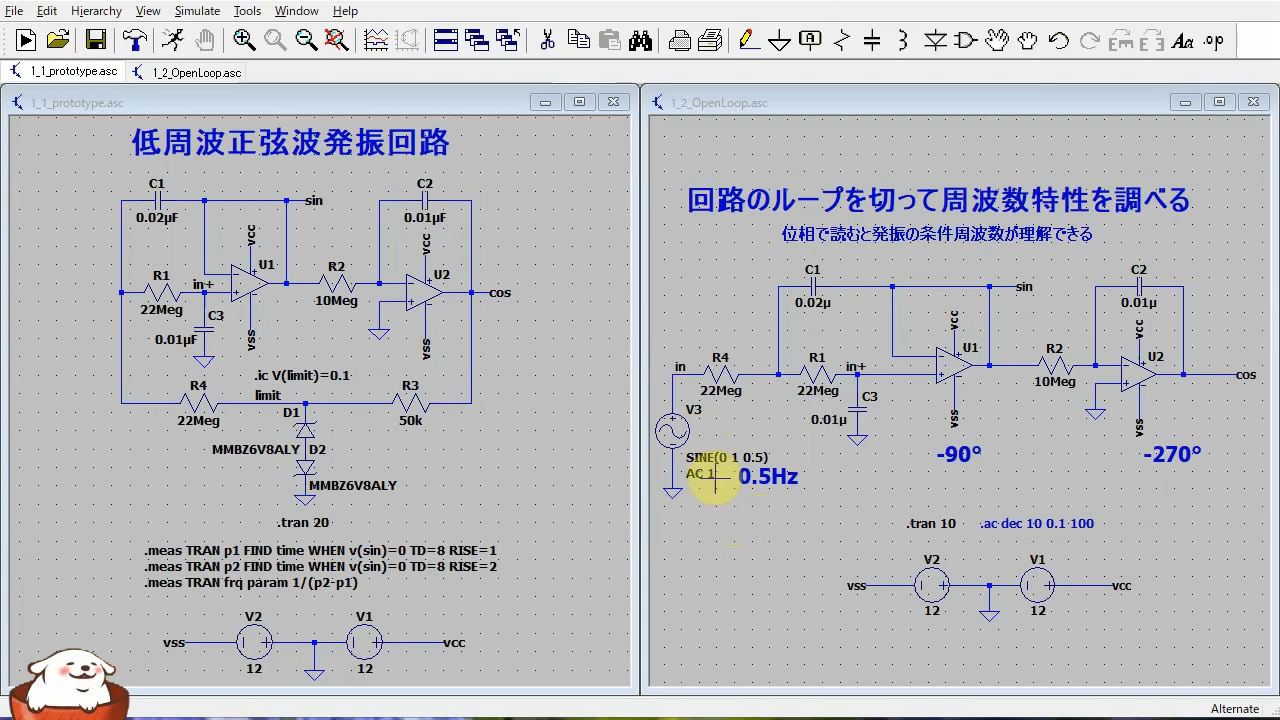 File Edit Hierarchy View Simulate Tools Window Help
Aa .op
1_1_prototype.asc
1_2_OpenLoop.asc
1_1_prototype.asc
低周波正弦波発振回路
C1
0.02µF
sin
C2
0.01µF
vcc
U1
R1
22Meg
in+
C3
0.01µF
vss
R2
10Meg
vcc
U2
cos
vss
.ic V(limit)=0.1
R4
22Meg
limit
R3
50k
D1
MMBZ6V8ALY
D2
MMBZ6V8ALY
.tran 20
.meas TRAN p1 FIND time WHEN v(sin)=0 TD=8 RISE=1
.meas TRAN p2 FIND time WHEN v(sin)=0 TD=8 RISE=2
.meas TRAN frq param 1/(p2-p1)
V2
V1
vss
vcc
12
12
1_2_OpenLoop.asc
回路のループを切って周波数特性を調べる
位相で読むと発振の条件周波数が理解できる
C1
0.02µ
sin
C2
0.01µ
vcc
U1
in
R4
22Meg
R1
22Meg
in+
C3
0.01µ
vss
R2
10Meg
vcc
U2
cos
vss
V3
SINE(0 1 0.5)
AC 1
0.5Hz
-90°
-270°
.tran 10
.ac dec 10 0.1 100
V2
V1
vss
vcc
12
12
Alternate